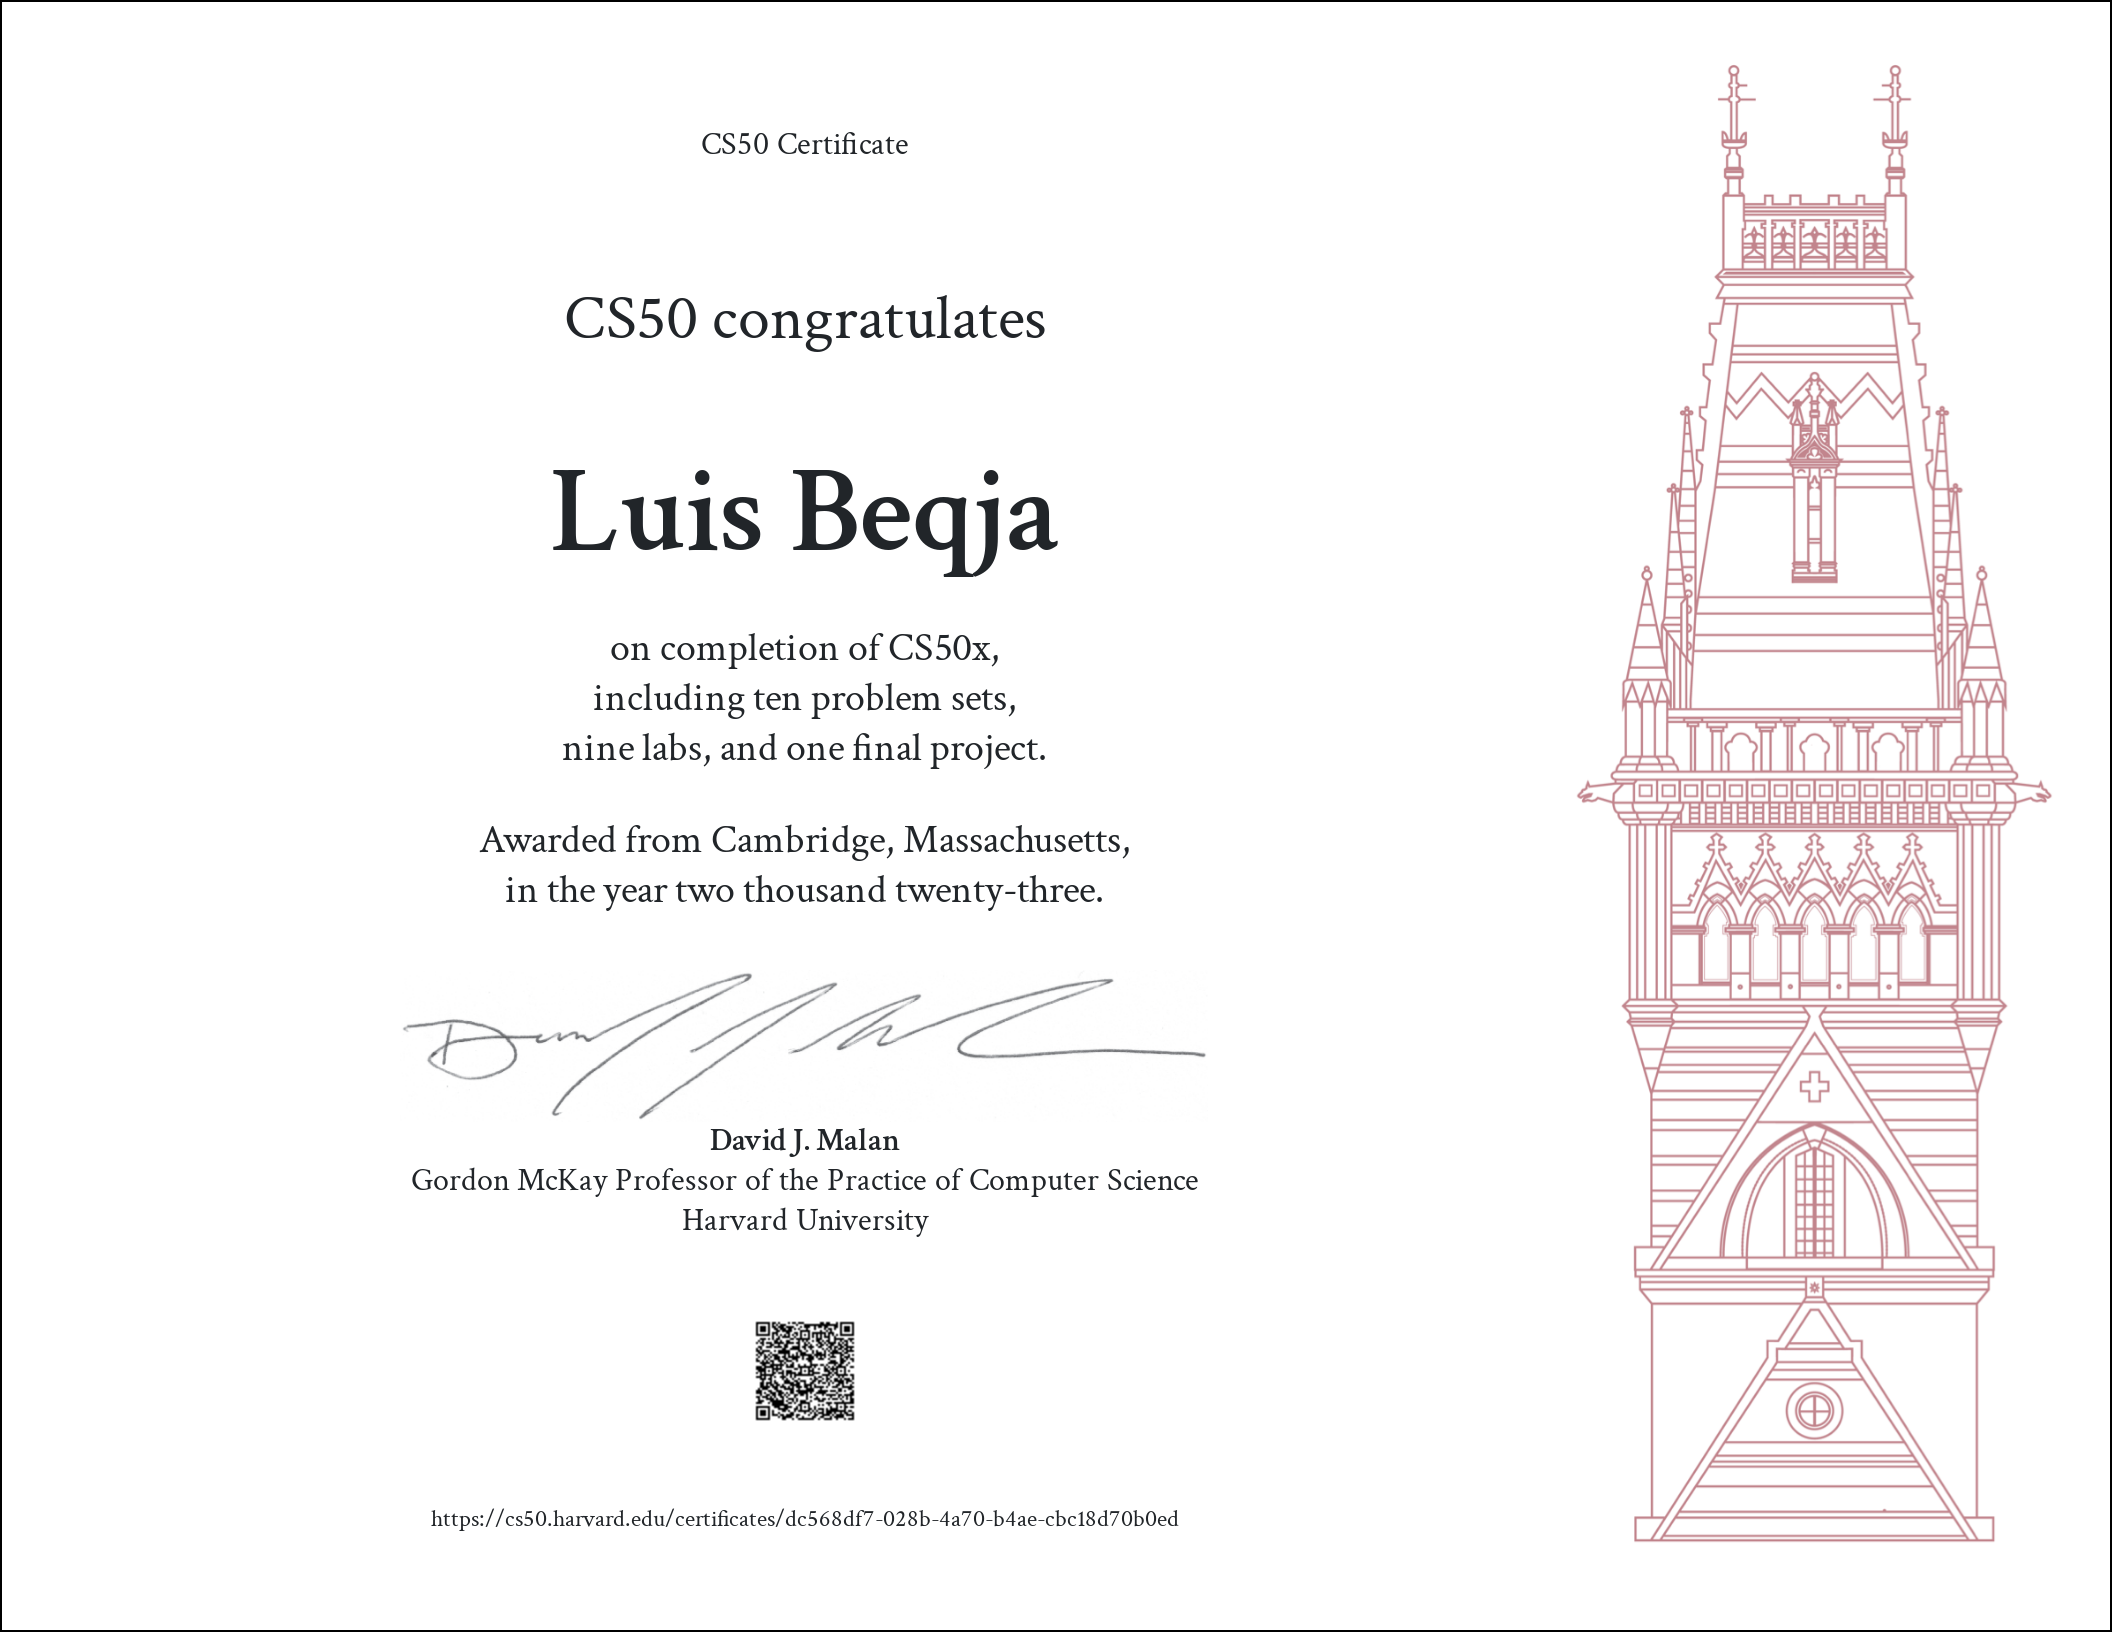 CS50 Certificate
CS50 congratulates
Luis Beqja
on completion of CS50x,
including ten problem sets,
nine labs, and one final project.
Awarded from Cambridge, Massachusetts,
in the year two thousand twenty-three.
David J. Malan
Gordon McKay Professor of the Practice of Computer Science
Harvard University
https://cs50.harvard.edu/certificates/dc568df7-028b-4a70-b4ae-cbc18d70b0ed